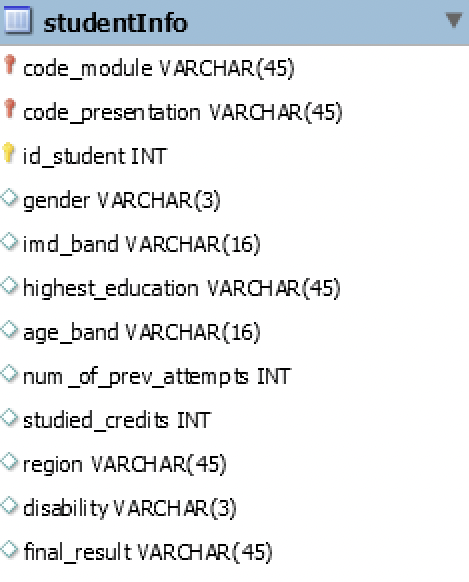 studentInfo
code_module VARCHAR(45)
code_presentation VARCHAR(45)
id_student INT
gender VARCHAR(3)
imd_band VARCHAR(16)
highest_education VARCHAR(45)
age_band VARCHAR(16)
num_of_prev_attempts INT
studied_credits INT
region VARCHAR(45)
disability VARCHAR(3)
final_result VARCHAR(45)